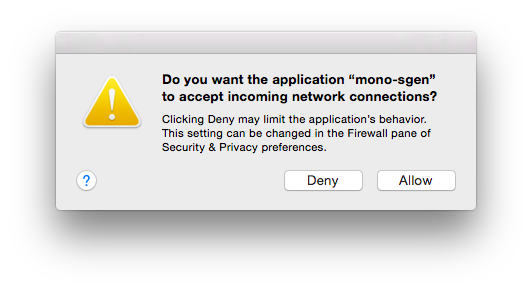 Do you want the application “mono-sgen”
to accept incoming network connections?
Clicking Deny may limit the application’s behavior.
This setting can be changed in the Firewall pane of
Security & Privacy preferences.
?
Deny
Allow